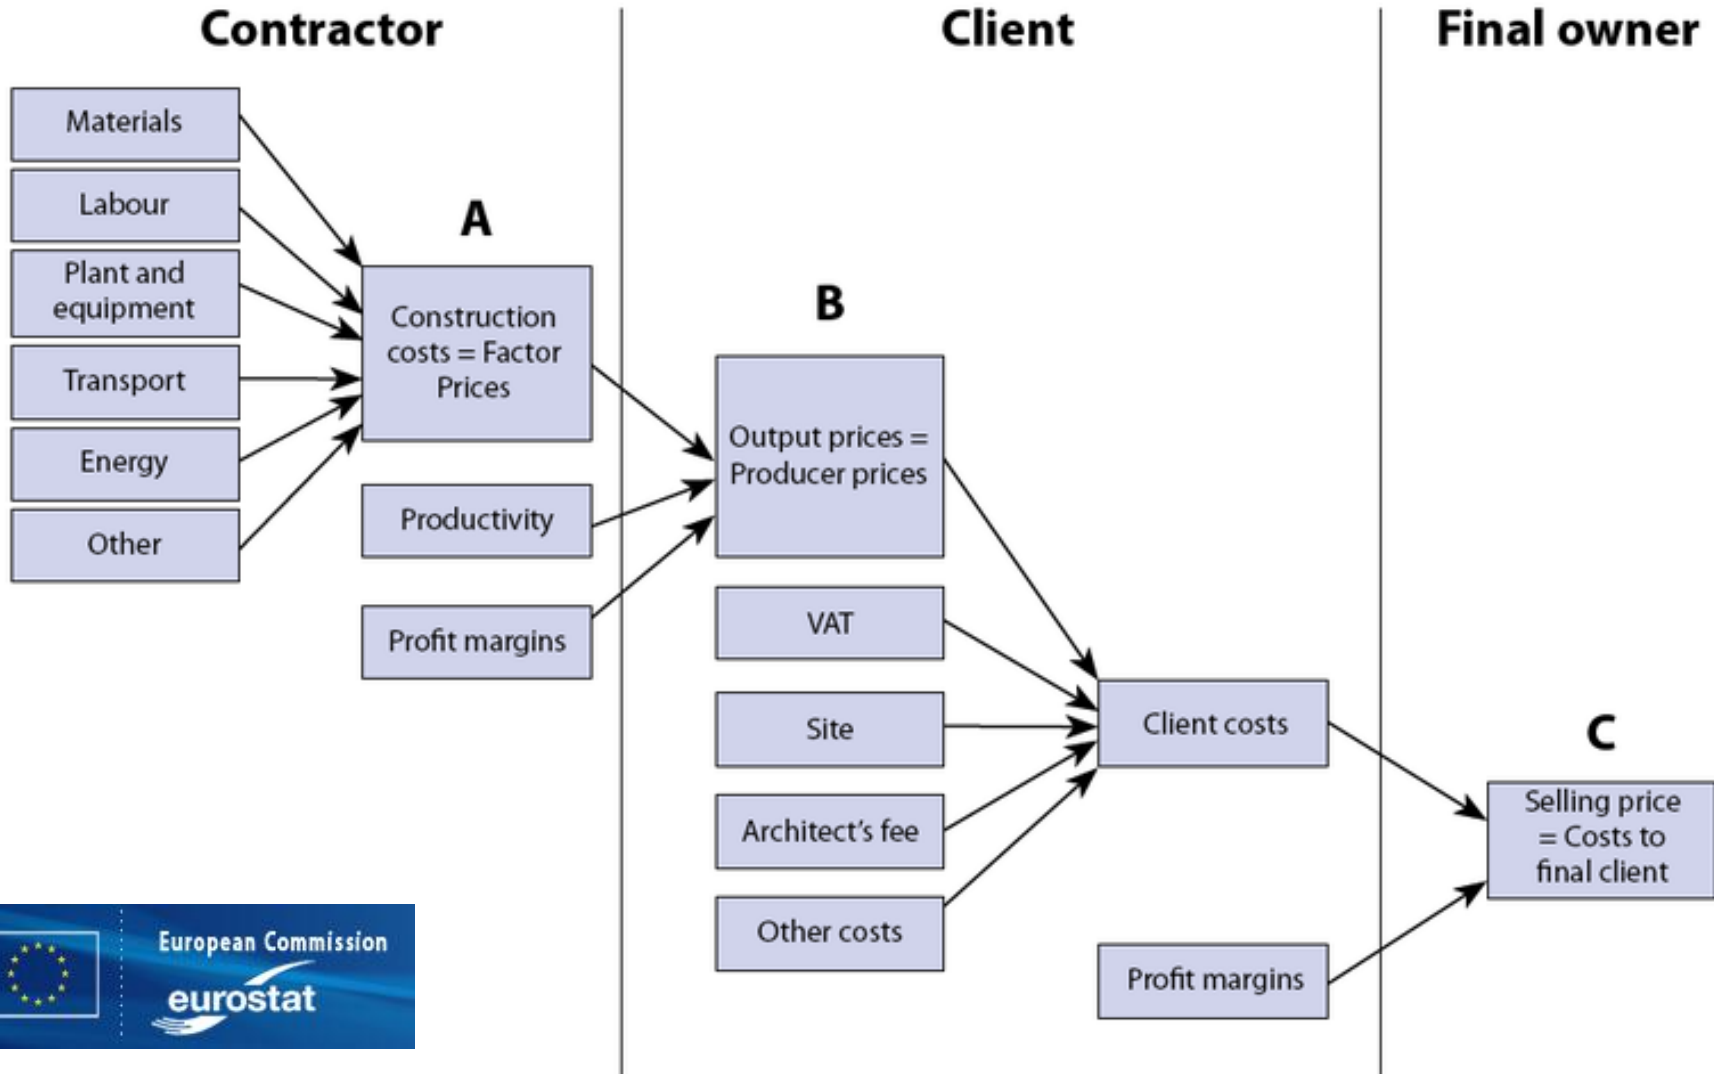 Contractor
Client
Final owner
Materials
Labour
Plant and
equipment
Transport
Energy
Other
A
Construction
costs = Factor
Prices
Productivity
Profit margins
B
Output prices =
Producer prices
VAT
Site
Architect’s fee
Other costs
Client costs
Profit margins
C
Selling price
= Costs to
final client
European Commission
eurostat